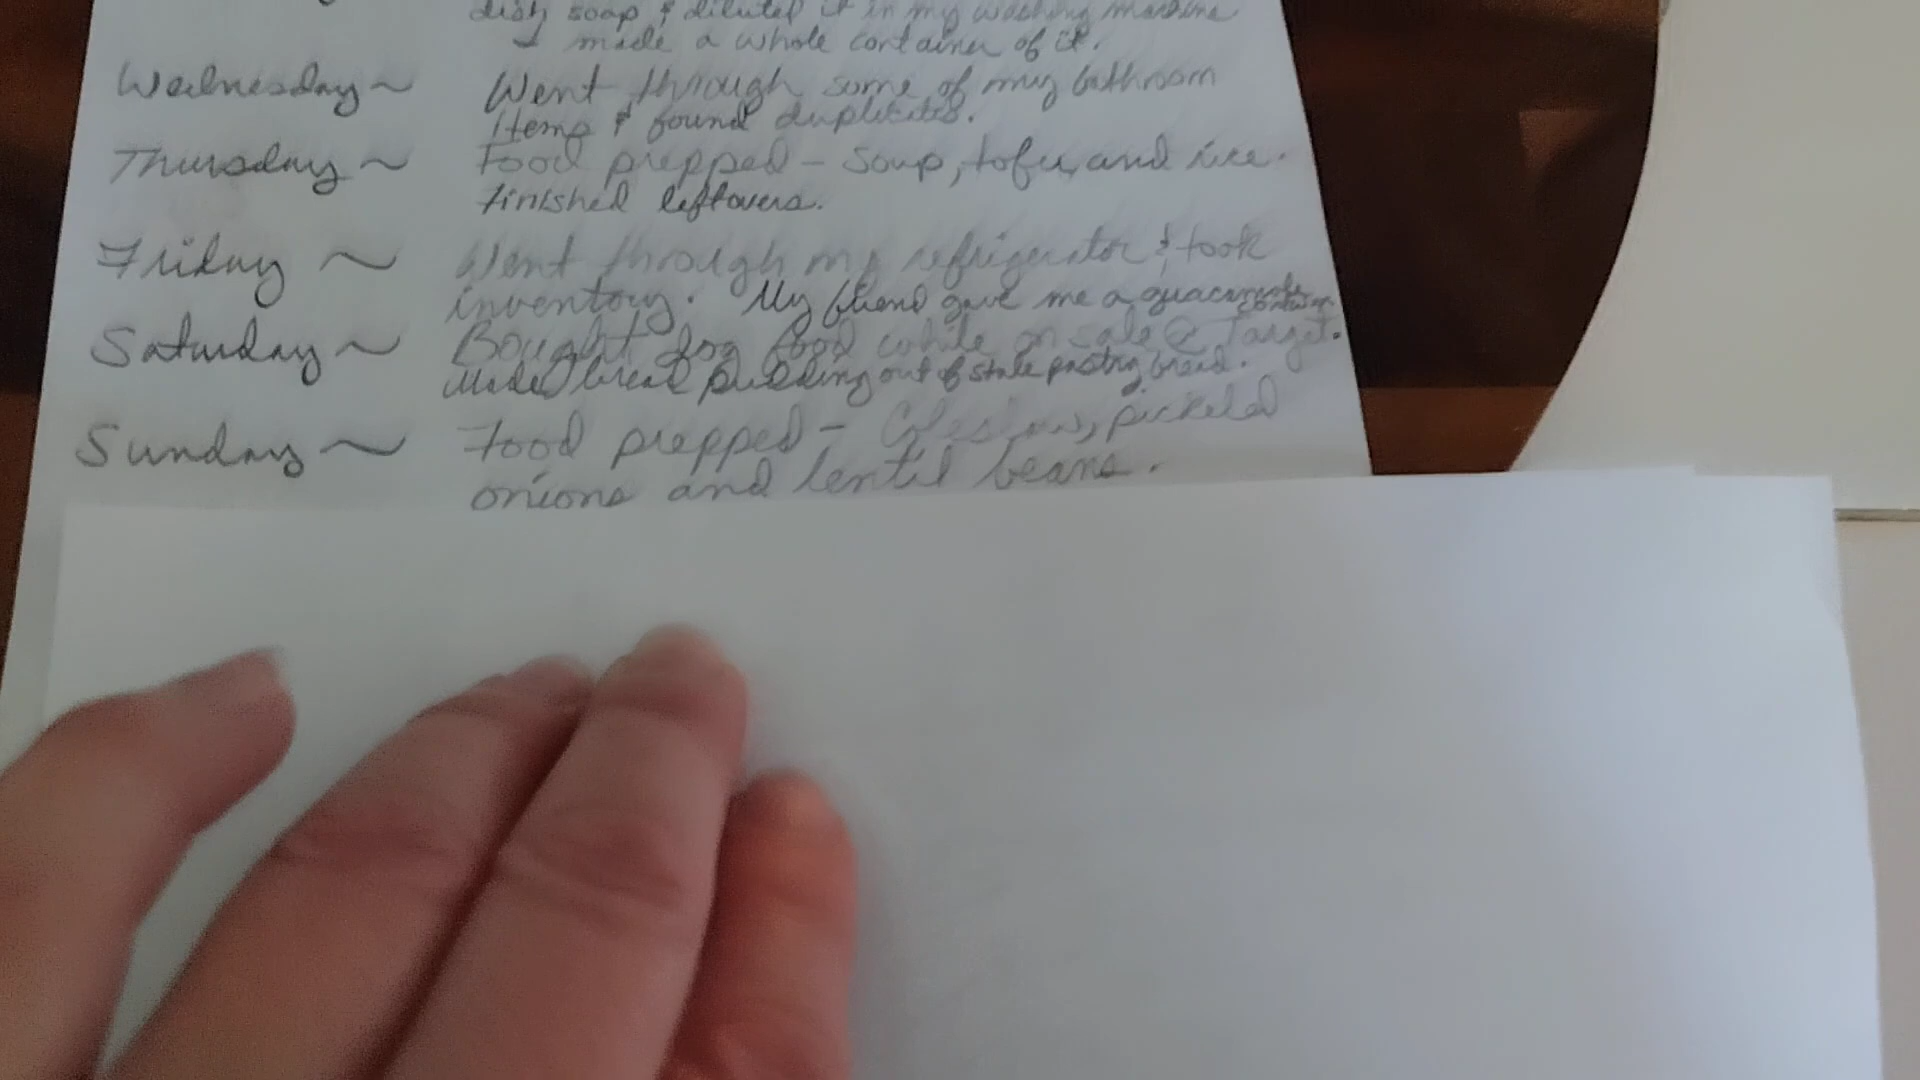 dish soap & diluted it in my washing machine
& made a whole container of it.
Wednesday ~ Went through some of my bathroom
items & found duplicates.
Thursday ~ Food prepped - soup, tofu, and rice.
Finished leftovers.
Friday ~ Went through my refrigerator & took
inventory. My friend gave me a guacamole container
Saturday ~ Bought dog food while on sale @ Target.
Made bread pudding out of stale pastry bread.
Sunday ~ Food prepped - Coleslaw, pickeled
onions and lentil beans.